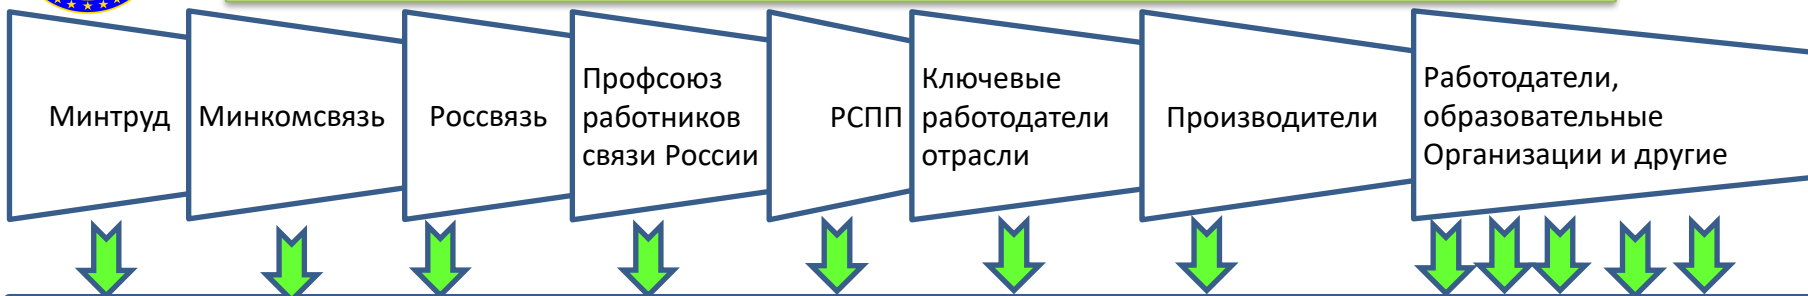 Минтруд
Минкомсвязь
Россвязь
Профсоюз
работников
связи России
РСПП
Ключевые
работодатели
отрасли
Производители
Работодатели,
образовательные
Организации и другие